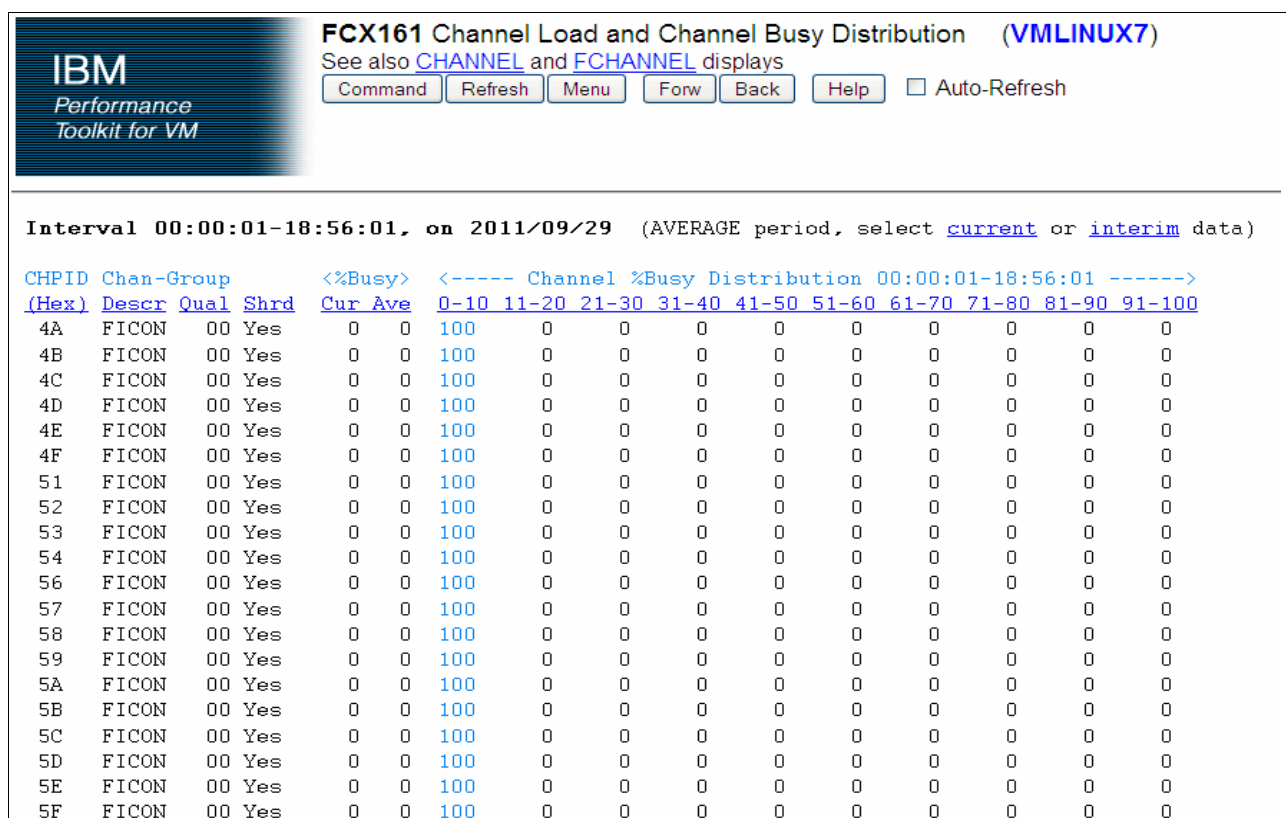 IBM
Performance
Toolkit for VM
FCX161 Channel Load and Channel Busy Distribution (VMLINUX7)
See also CHANNEL and FCHANNEL displays
Command Refresh Menu Forw Back Help Auto-Refresh
Interval 00:00:01-18:56:01, on 2011/09/29 (AVERAGE period, select current or interim data)
CHPID Chan-Group <%Busy> <----- Channel %Busy Distribution 00:00:01-18:56:01 ------>
(Hex) Descr Qual Shrd Cur Ave 0-10 11-20 21-30 31-40 41-50 51-60 61-70 71-80 81-90 91-100
4A FICON 00 Yes 0 0 100 0 0 0 0 0 0 0 0 0
4B FICON 00 Yes 0 0 100 0 0 0 0 0 0 0 0 0
4C FICON 00 Yes 0 0 100 0 0 0 0 0 0 0 0 0
4D FICON 00 Yes 0 0 100 0 0 0 0 0 0 0 0 0
4E FICON 00 Yes 0 0 100 0 0 0 0 0 0 0 0 0
4F FICON 00 Yes 0 0 100 0 0 0 0 0 0 0 0 0
51 FICON 00 Yes 0 0 100 0 0 0 0 0 0 0 0 0
52 FICON 00 Yes 0 0 100 0 0 0 0 0 0 0 0 0
53 FICON 00 Yes 0 0 100 0 0 0 0 0 0 0 0 0
54 FICON 00 Yes 0 0 100 0 0 0 0 0 0 0 0 0
56 FICON 00 Yes 0 0 100 0 0 0 0 0 0 0 0 0
57 FICON 00 Yes 0 0 100 0 0 0 0 0 0 0 0 0
58 FICON 00 Yes 0 0 100 0 0 0 0 0 0 0 0 0
59 FICON 00 Yes 0 0 100 0 0 0 0 0 0 0 0 0
5A FICON 00 Yes 0 0 100 0 0 0 0 0 0 0 0 0
5B FICON 00 Yes 0 0 100 0 0 0 0 0 0 0 0 0
5C FICON 00 Yes 0 0 100 0 0 0 0 0 0 0 0 0
5D FICON 00 Yes 0 0 100 0 0 0 0 0 0 0 0 0
5E FICON 00 Yes 0 0 100 0 0 0 0 0 0 0 0 0
5F FICON 00 Yes 0 0 100 0 0 0 0 0 0 0 0 0